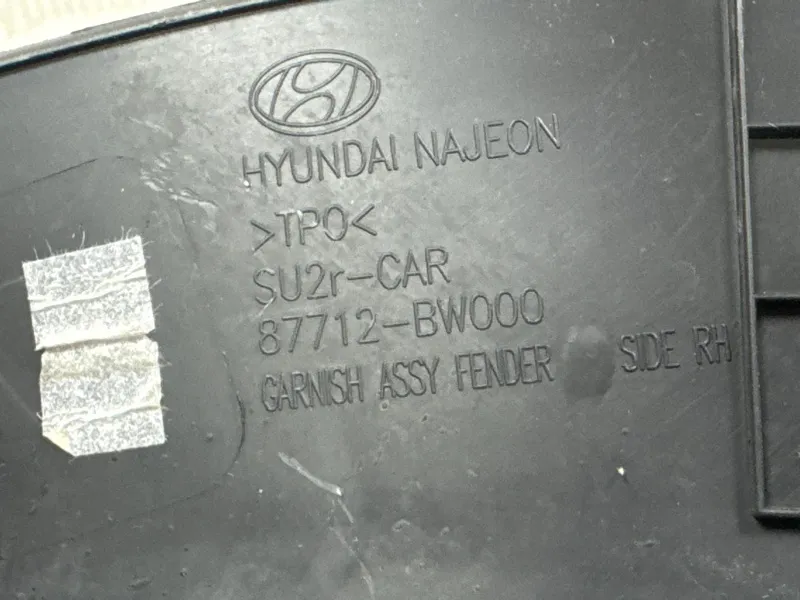 HYUNDAI NAJEON
>TPO<
SU2r-CAR
87712-BW000
GARNISH ASSY FENDER SIDE RH